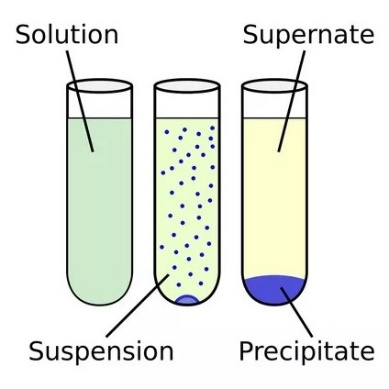 Solution
Supernate
Suspension
Precipitate